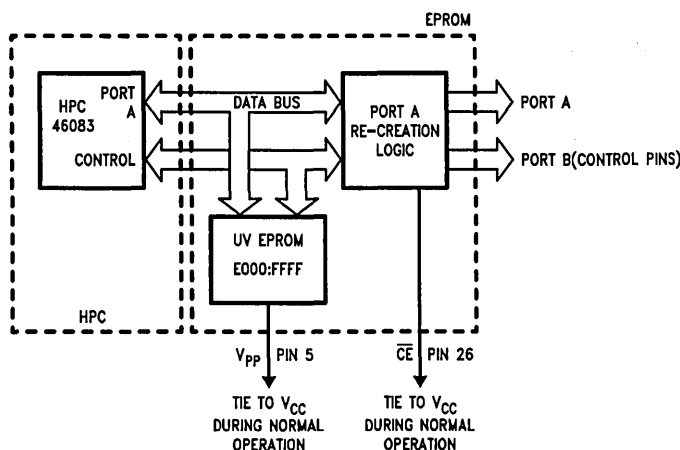 EPROM
HPC
46083
PORT
A
CONTROL
DATA BUS
PORT A
RE-CREATION
LOGIC
PORT A
PORT B(CONTROL PINS)
UV EPROM
E000:FFFF
HPC
VPP PIN 5
CE PIN 26
TIE TO VCC
DURING NORMAL
OPERATION
TIE TO VCC
DURING NORMAL
OPERATION